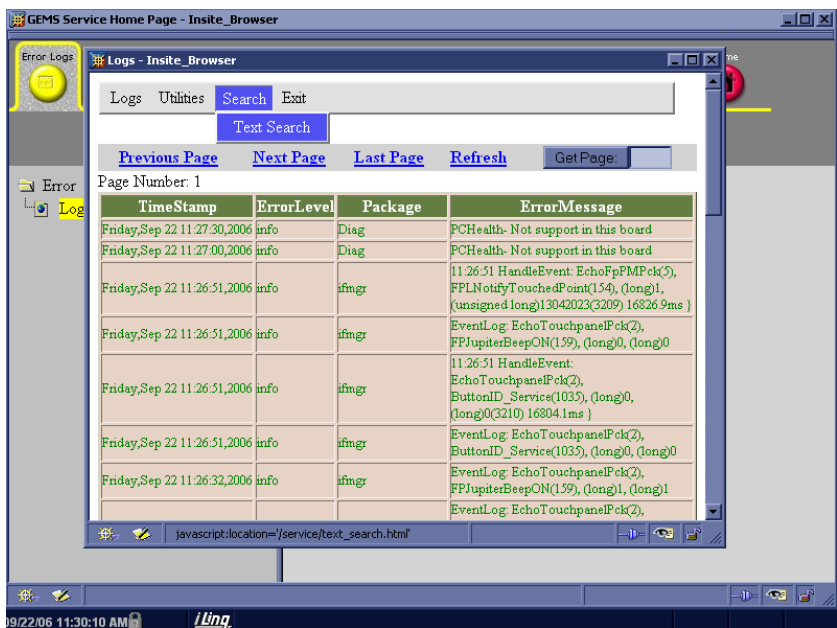 GEMS Service Home Page - Insite_Browser
Error Logs
Logs - Insite_Browser
Logs Utilities Search Exit
Text Search
Previous Page Next Page Last Page Refresh Get Page:
Page Number: 1
Error
Log
TimeStamp ErrorLevel Package ErrorMessage
Friday,Sep 22 11:27:30,2006 info Diag PCHealth- Not support in this board
Friday,Sep 22 11:27:00,2006 info Diag PCHealth- Not support in this board
Friday,Sep 22 11:26:51,2006 info ifmgr 11:26:51 HandleEvent: EchoFpPMPck(5),
FPLNotifyTouchedPoint(154), (long)1,
(unsigned long)13042023(3209) 16826.9ms }
Friday,Sep 22 11:26:51,2006 info ifmgr EventLog: EchoTouchpanelPck(2),
FPJupiterBeepON(159), (long)0, (long)0
Friday,Sep 22 11:26:51,2006 info ifmgr 11:26:51 HandleEvent:
EchoTouchpanelPck(2),
ButtonID_Service(1035), (long)0,
(long)0(3210) 16804.1ms }
Friday,Sep 22 11:26:51,2006 info ifmgr EventLog: EchoTouchpanelPck(2),
ButtonID_Service(1035), (long)0, (long)0
Friday,Sep 22 11:26:32,2006 info ifmgr EventLog: EchoTouchpanelPck(2),
FPJupiterBeepON(159), (long)1, (long)1
EventLog: EchoTouchpanelPck(2),
javascript:location='/service/text_search.html'
09/22/06 11:30:10 AM iLinq